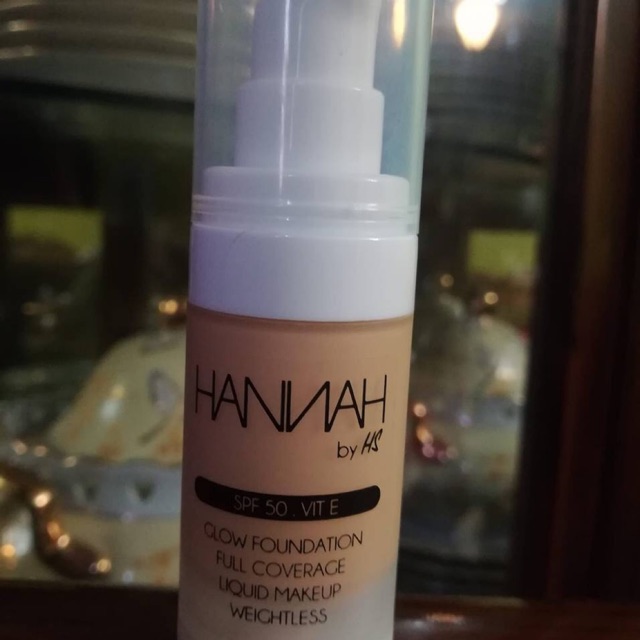 HANNAH
by HS
SPF 50 . VIT E
GLOW FOUNDATION
FULL COVERAGE
LIQUID MAKEUP
WEIGHTLESS